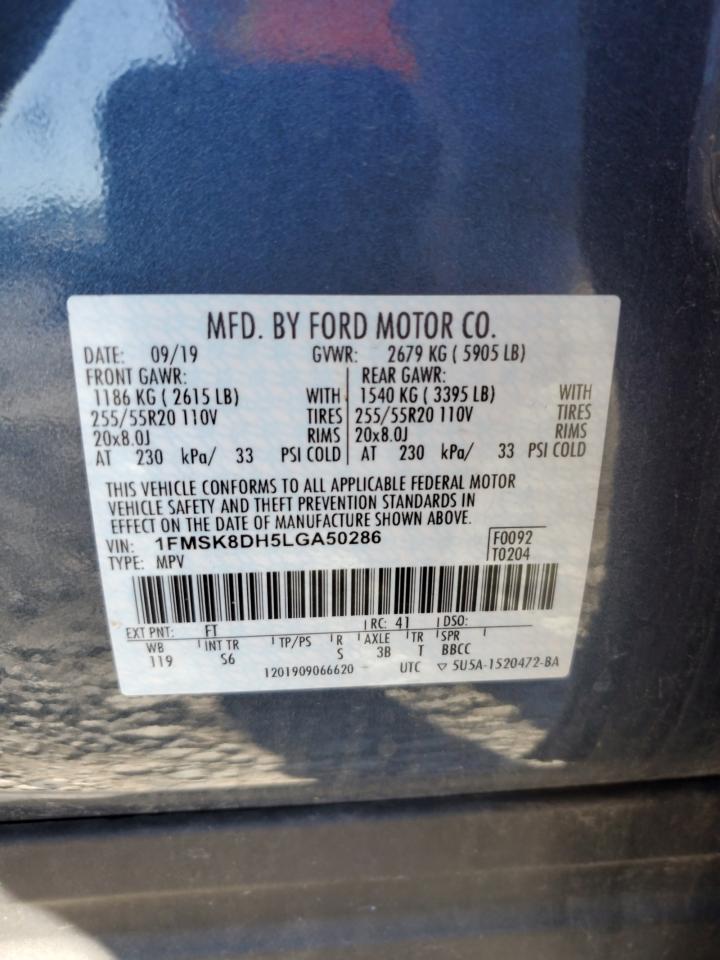 MFD. BY FORD MOTOR CO.
DATE: 09/19 GVWR: 2679 KG ( 5905 LB)
FRONT GAWR: REAR GAWR:
1186 KG ( 2615 LB) WITH 1540 KG ( 3395 LB) WITH
255/55R20 110V TIRES 255/55R20 110V TIRES
20x8.0J RIMS 20x8.0J RIMS
AT 230 kPa/ 33 PSI COLD AT 230 kPa/ 33 PSI COLD
THIS VEHICLE CONFORMS TO ALL APPLICABLE FEDERAL MOTOR
VEHICLE SAFETY AND THEFT PREVENTION STANDARDS IN
EFFECT ON THE DATE OF MANUFACTURE SHOWN ABOVE.
VIN: 1FMSK8DH5LGA50286 F0092
TYPE: MPV T0204
EXT PNT: FT RC: 41 DSO:
WB INT TR TP/PS R AXLE TR SPR
119 S6 S 3B T BBCC
1201909066620 UTC ▽ 5U5A-1520472-BA